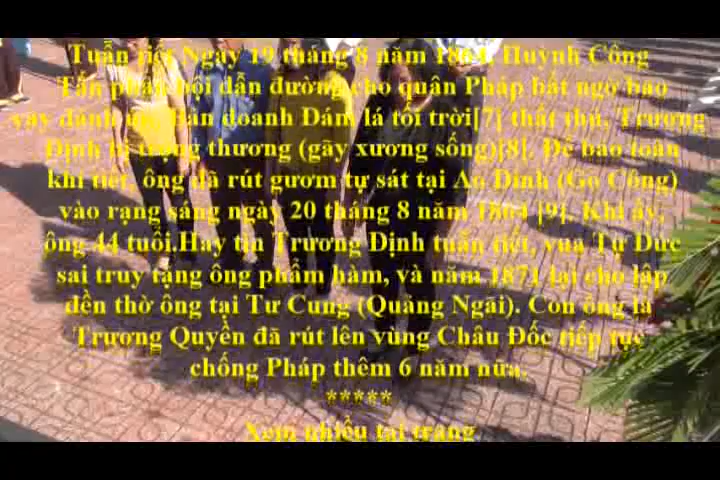 Tuẫn tiết Ngày 19 tháng 8 năm 1864, Huỳnh Công
Tấn phản bội dẫn đường cho quân Pháp bất ngờ bao
vây đánh úp. Bản doanh Đám lá tối trời[7] thất thủ, Trương
Định bị trọng thương (gãy xương sống)[8]. Để bảo toàn
khí tiết, ông đã rút gươm tự sát tại Ao Dinh (Gò Công)
vào rạng sáng ngày 20 tháng 8 năm 1864 [9]. Khi ấy,
ông 44 tuổi.Hay tin Trương Định tuẫn tiết, vua Tự Đức
sai truy tặng ông phẩm hàm, và năm 1871 lại cho lập
đền thờ ông tại Tư Cung (Quảng Ngãi). Con ông là
Trương Quyền đã rút lên vùng Châu Đốc tiếp tục
chống Pháp thêm 6 năm nữa.
*****
Xem nhiều tại trang